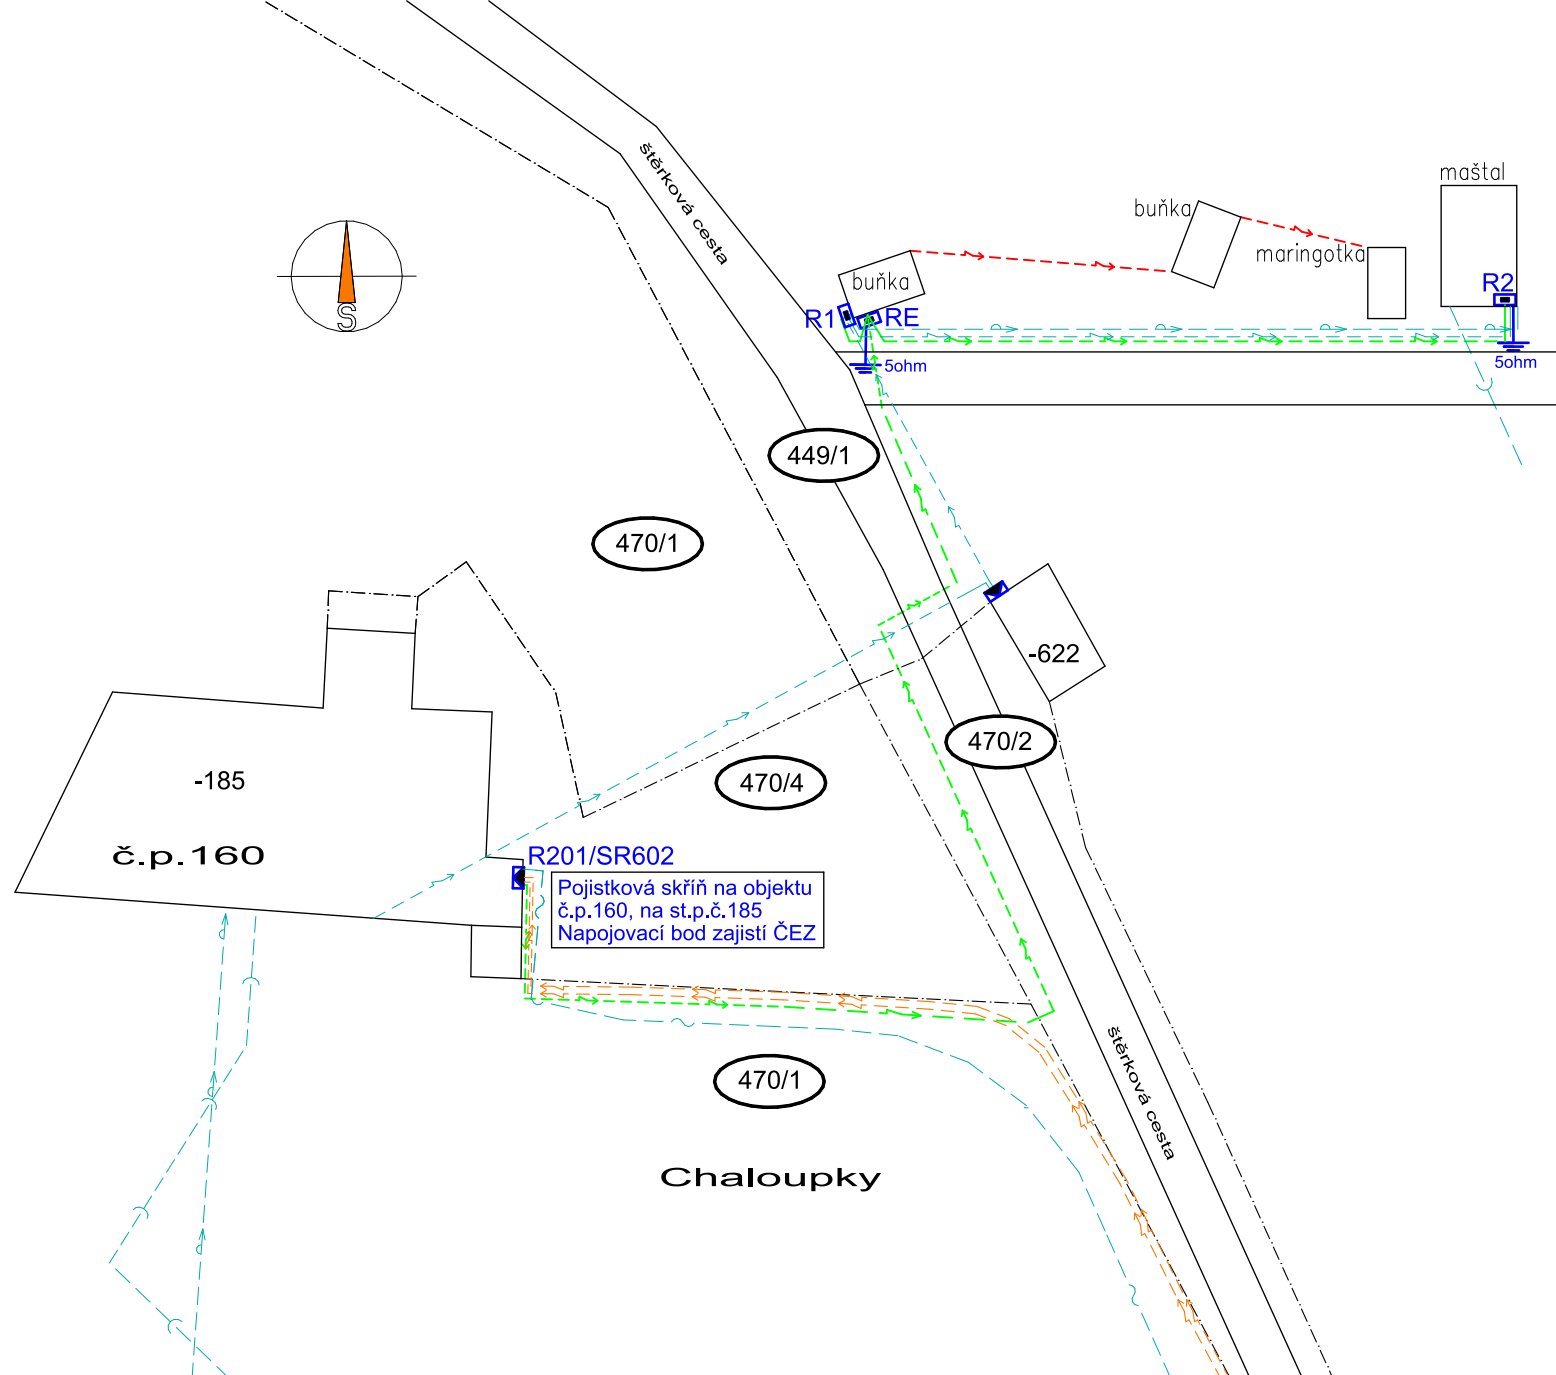 štěrková cesta
maštal
buňka
maringotka
buňka
R2
R1
RE
S
5ohm
5ohm
449/1
470/1
-622
470/2
-185
470/4
č.p.160
R201/SR602
Pojistková skříň na objektu
č.p.160, na st.p.č.185
Napojovací bod zajistí ČEZ
470/1
štěrková cesta
Chaloupky